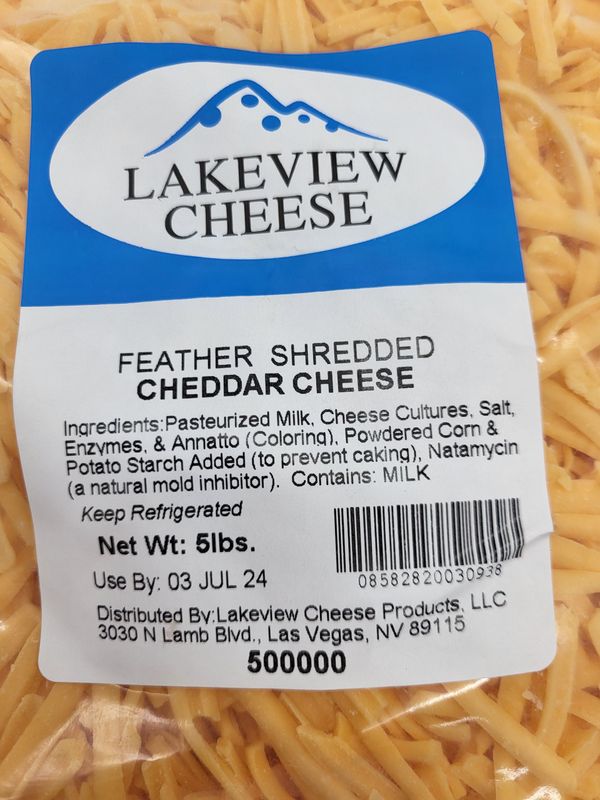 LAKEVIEW
CHEESE
FEATHER SHREDDED
CHEDDAR CHEESE
Ingredients:Pasteurized Milk, Cheese Cultures, Salt,
Enzymes, & Annatto (Coloring), Powdered Corn &
Potato Starch Added (to prevent caking), Natamycin
(a natural mold inhibitor). Contains: MILK
Keep Refrigerated
Net Wt: 5lbs.
Use By: 03 JUL 24
08582820030938
Distributed By:Lakeview Cheese Products, LLC
3030 N Lamb Blvd., Las Vegas, NV 89115
500000